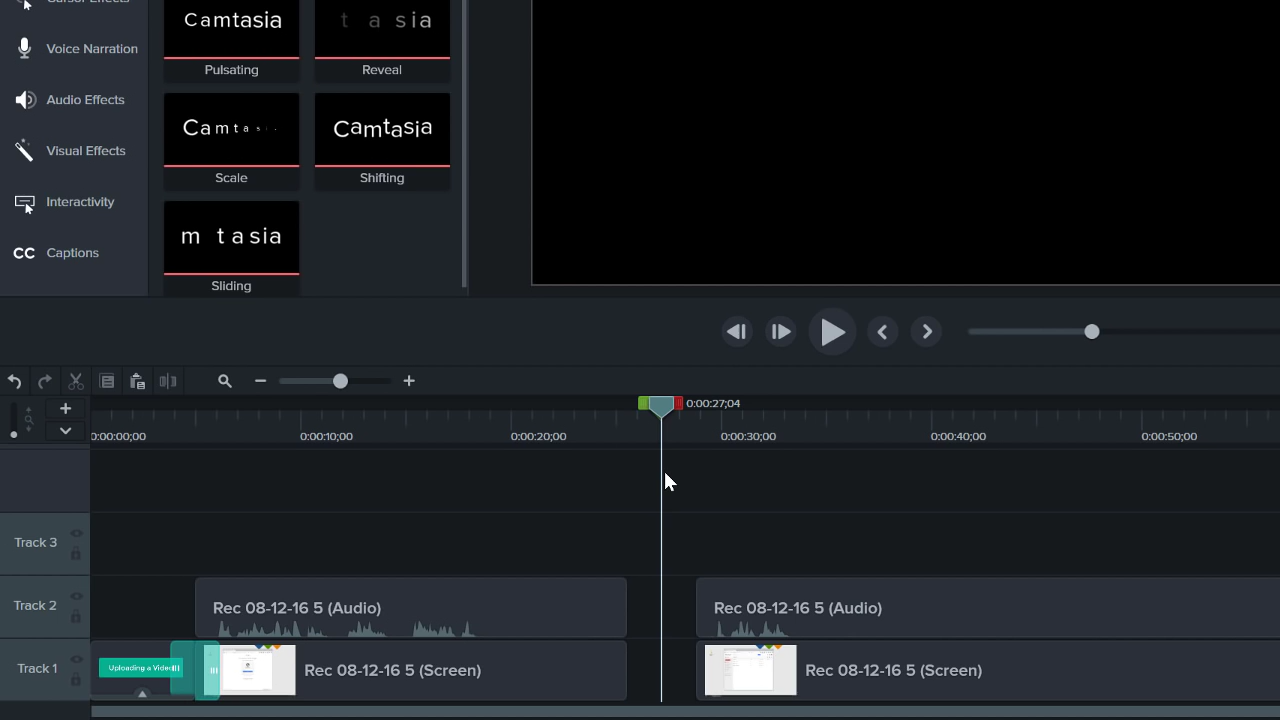 Camtasia
t a sia
Pulsating
Reveal
Voice Narration
Audio Effects
Camtas
Camtasia
Visual Effects
Scale
Shifting
Interactivity
m tasia
CC Captions
Sliding
0:00:27;04
0:00:00;00
0:00:10;00
0:00:20;00
0:00:30;00
0:00:40;00
0:00:50;00
Track 3
Track 2
Rec 08-12-16 5 (Audio)
Rec 08-12-16 5 (Audio)
Track 1
Uploading a Video
Rec 08-12-16 5 (Screen)
Rec 08-12-16 5 (Screen)